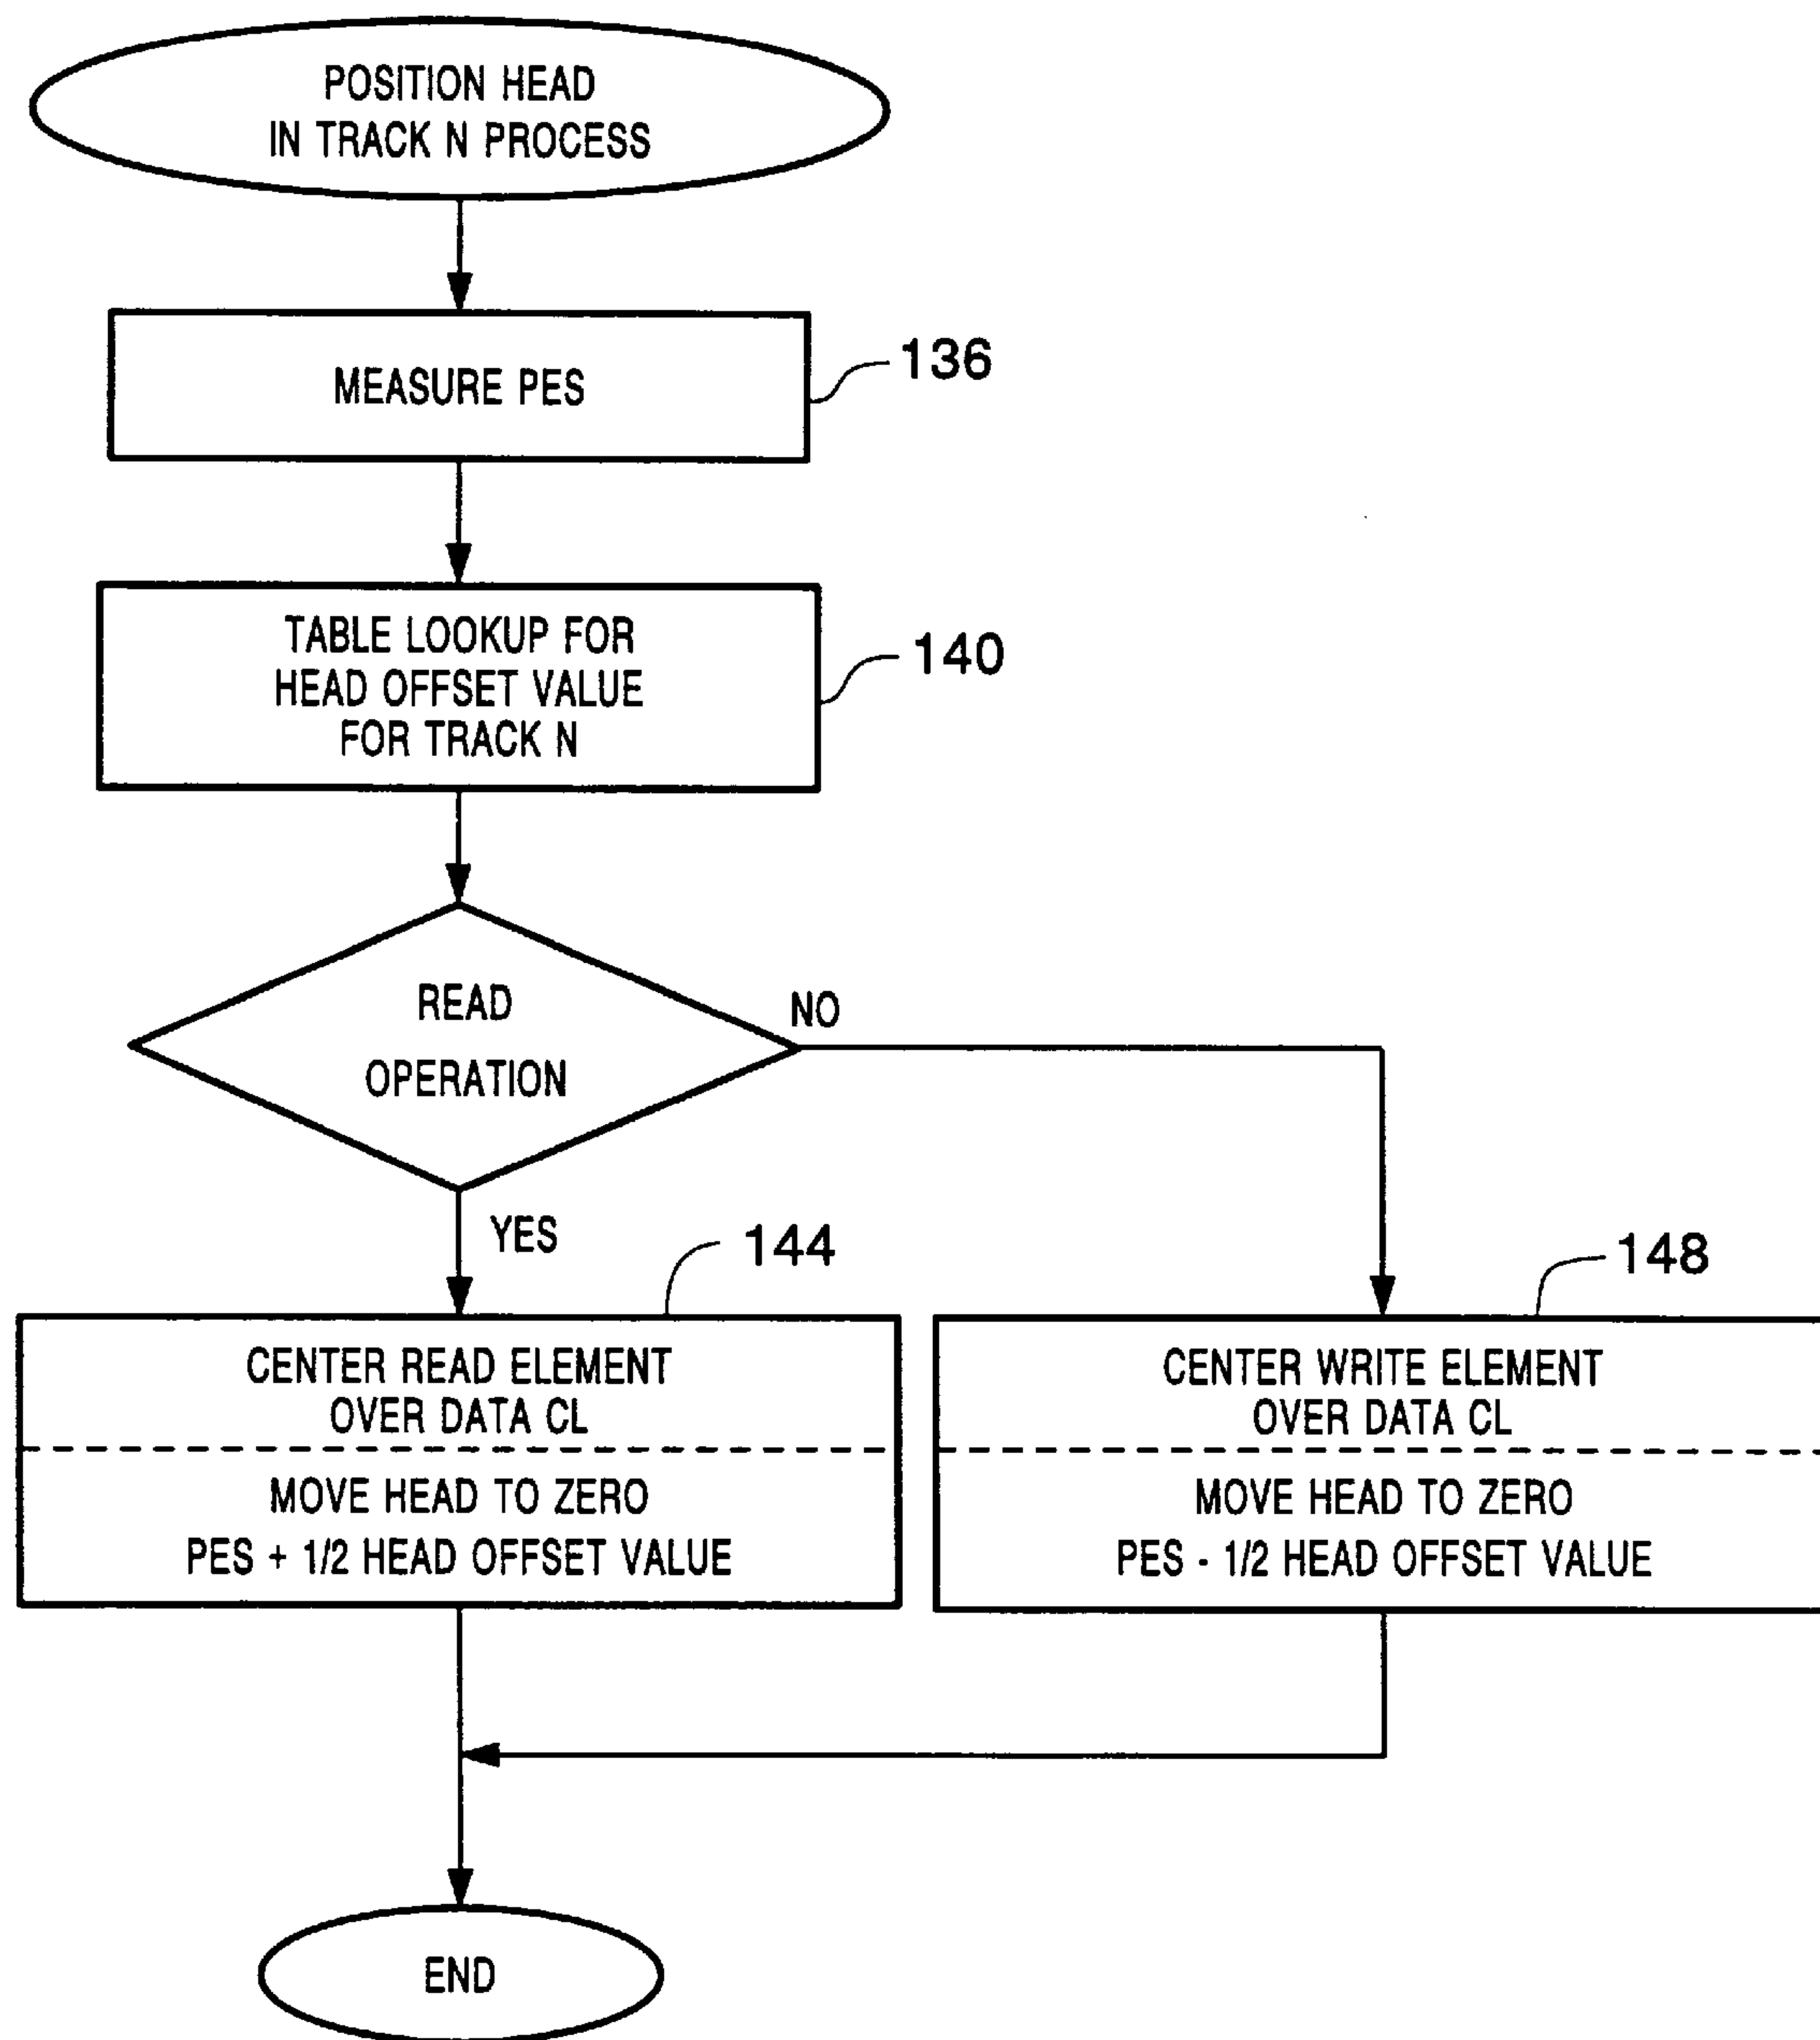 POSITION HEAD
IN TRACK N PROCESS
MEASURE PES
136
TABLE LOOKUP FOR
HEAD OFFSET VALUE
FOR TRACK N
140
READ
OPERATION
NO
YES
144
148
CENTER READ ELEMENT
OVER DATA CL
MOVE HEAD TO ZERO
PES + 1/2 HEAD OFFSET VALUE
CENTER WRITE ELEMENT
OVER DATA CL
MOVE HEAD TO ZERO
PES - 1/2 HEAD OFFSET VALUE
END